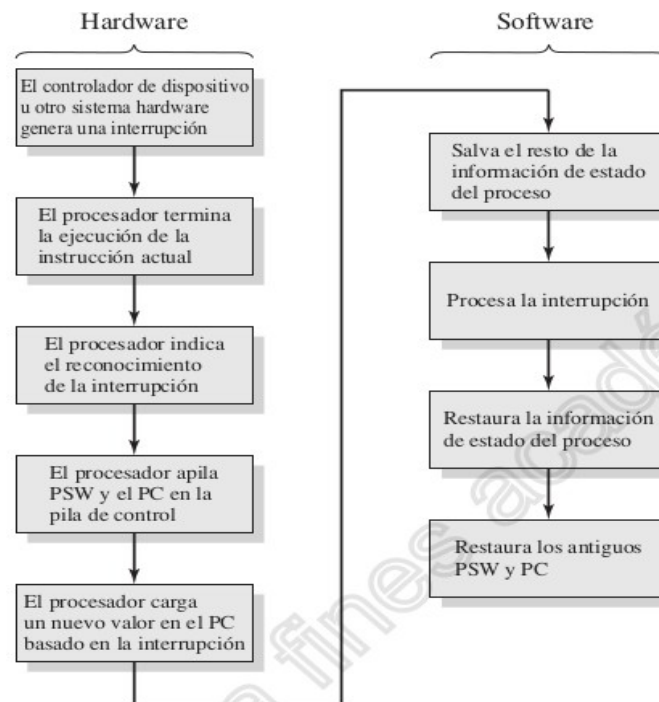 Hardware
El controlador de dispositivo
u otro sistema hardware
genera una interrupción
El procesador termina
la ejecución de la
instrucción actual
El procesador indica
el reconocimiento
de la interrupción
El procesador apila
PSW y el PC en la
pila de control
El procesador carga
un nuevo valor en el PC
basado en la interrupción
Software
Salva el resto de la
información de estado
del proceso
Procesa la interrupción
Restaura la información
de estado del proceso
Restaura los antiguos
PSW y PC
fines